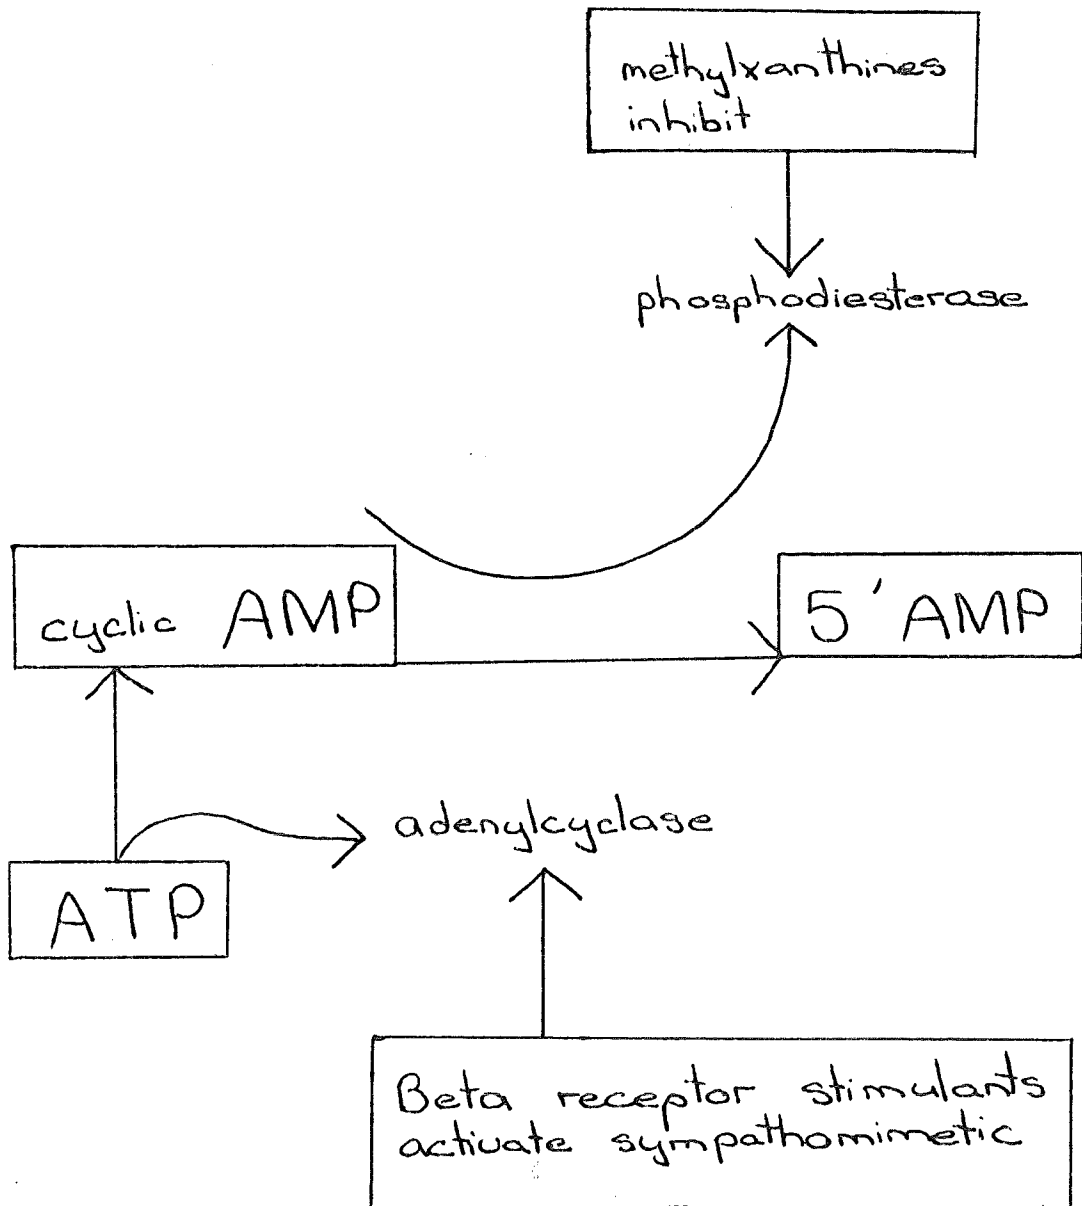 methylxanthines
inhibit
phosphodiesterase
cyclic AMP
5' AMP
adenylcyclase
ATP
Beta receptor stimulants
activate sympathomimetic